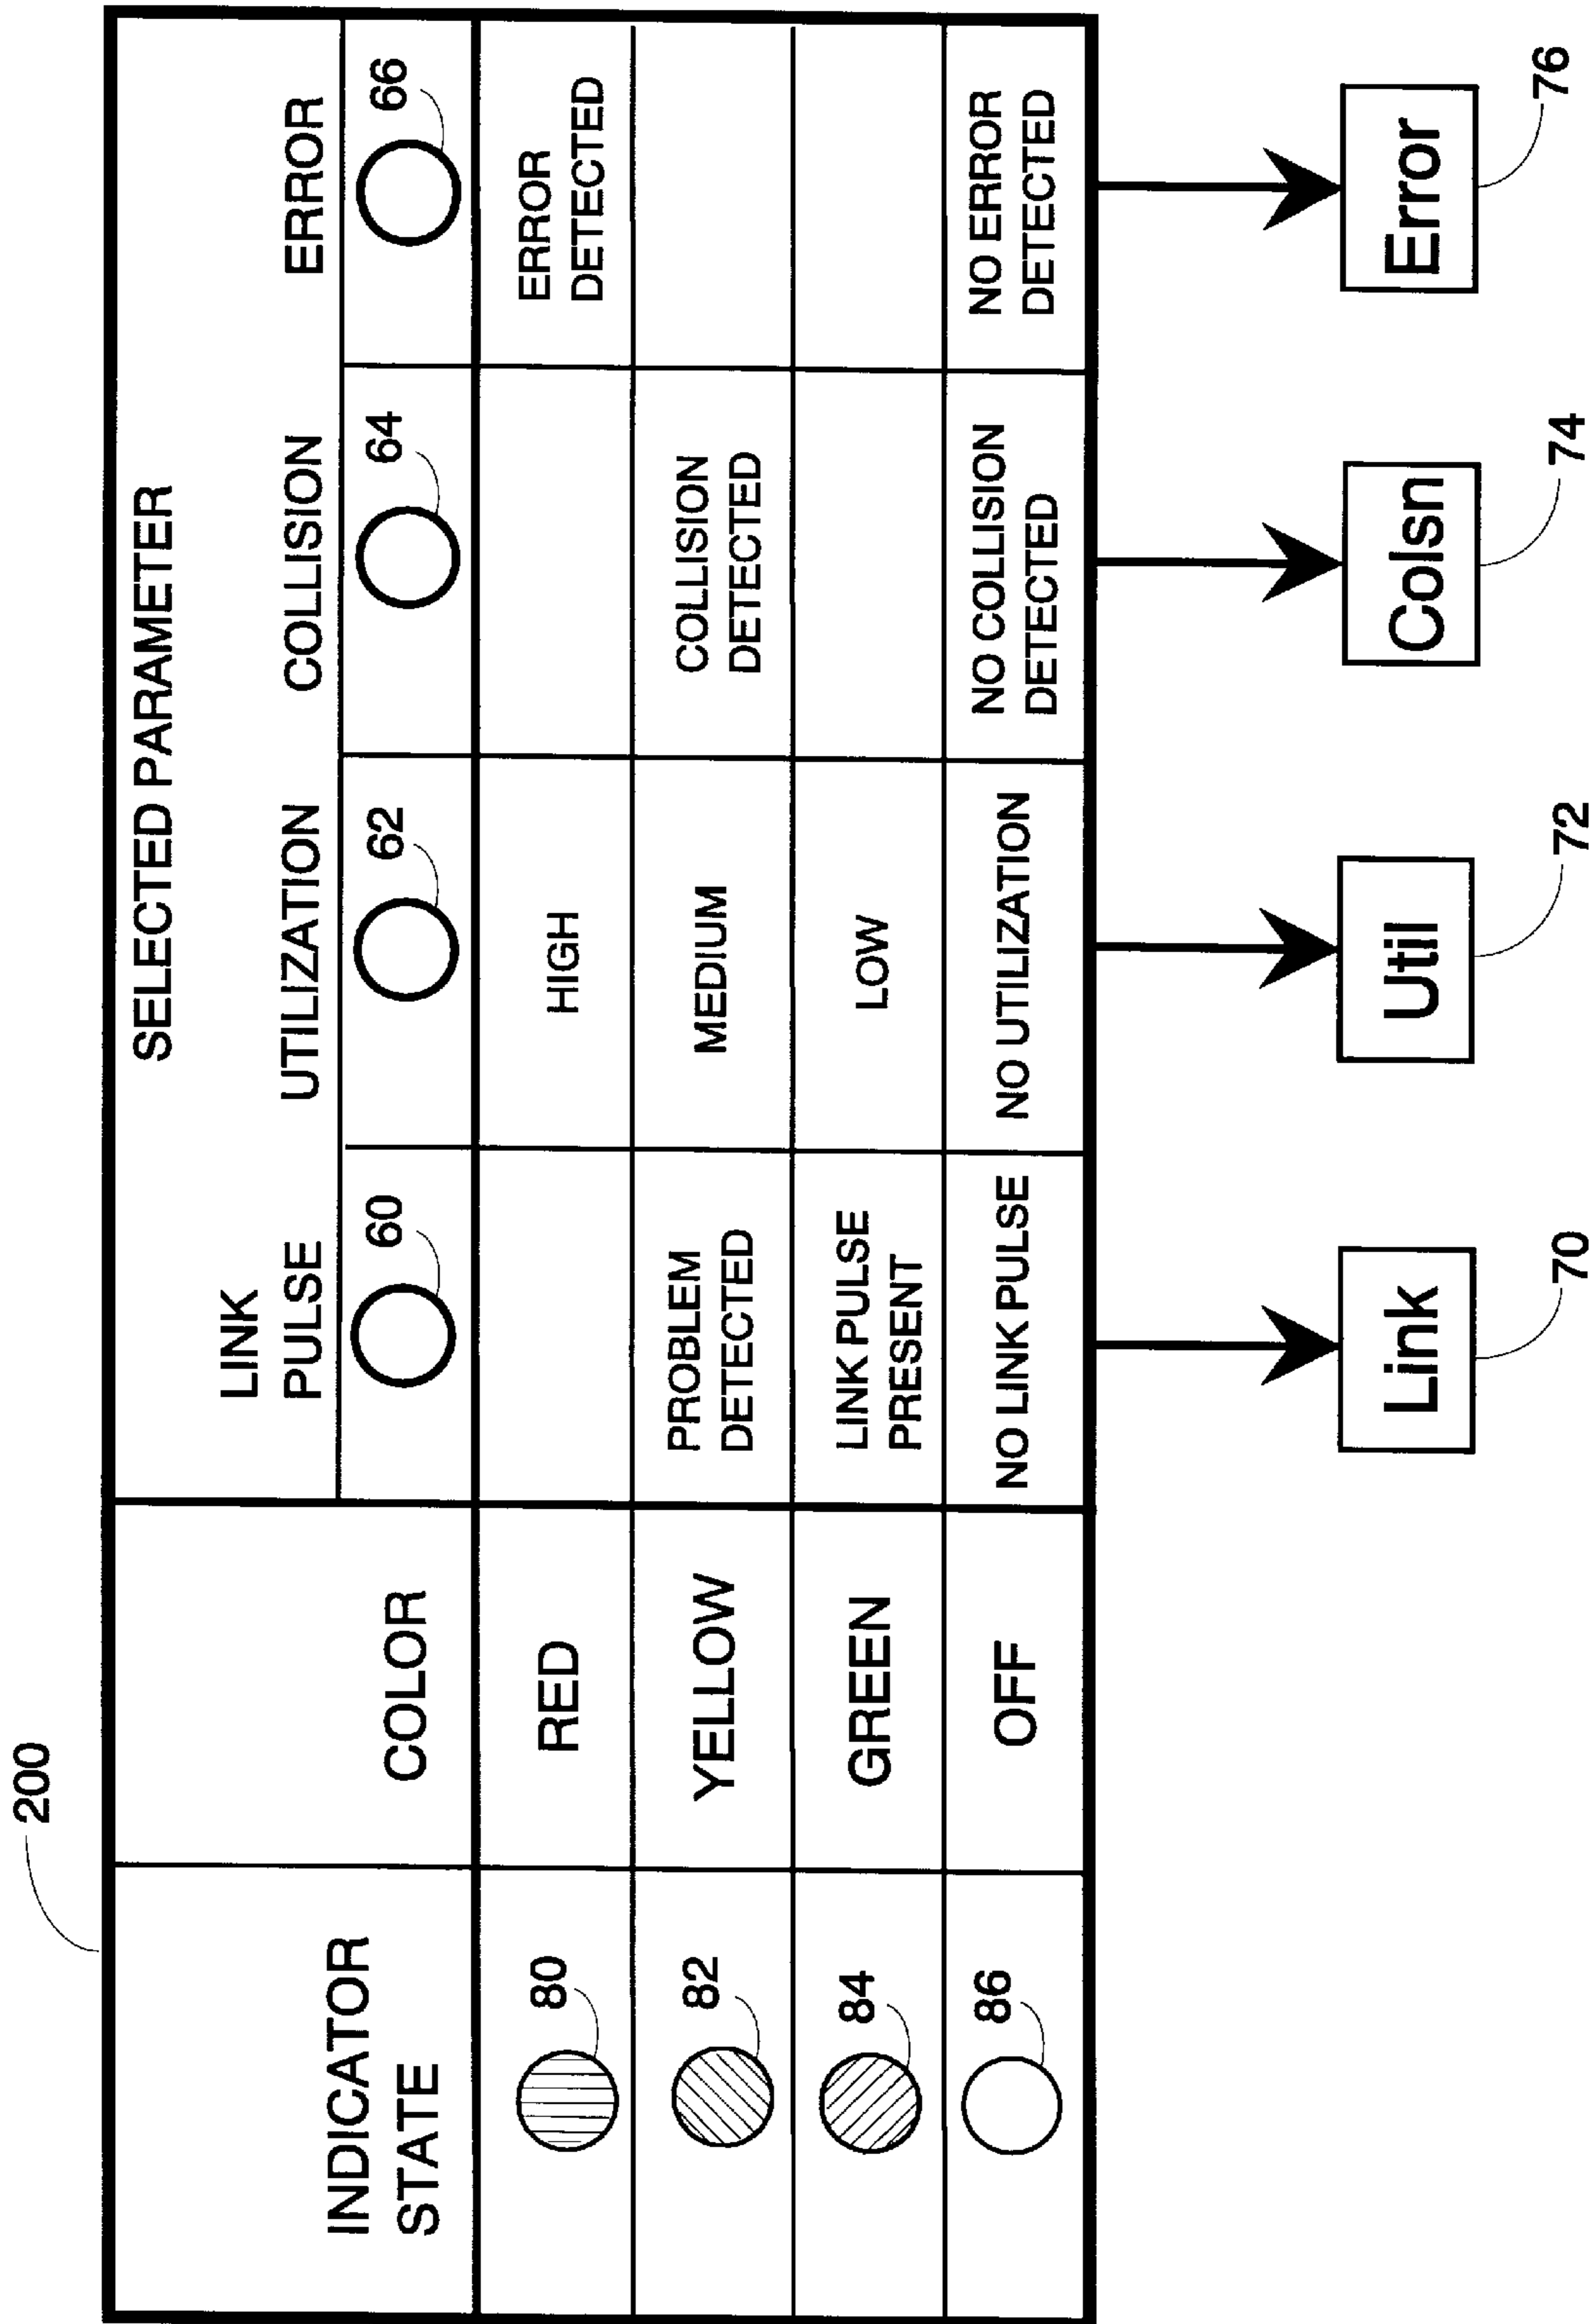 200
SELECTED PARAMETER
INDICATOR
STATE
COLOR
LINK
PULSE
UTILIZATION
COLLISION
ERROR
60
62
64
66
80
RED
HIGH
ERROR
DETECTED
82
YELLOW
PROBLEM
DETECTED
MEDIUM
COLLISION
DETECTED
84
GREEN
LINK PULSE
PRESENT
LOW
86
OFF
NO LINK PULSE
NO UTILIZATION
NO COLLISION
DETECTED
NO ERROR
DETECTED
Link
Util
Colsn
Error
70
72
74
76